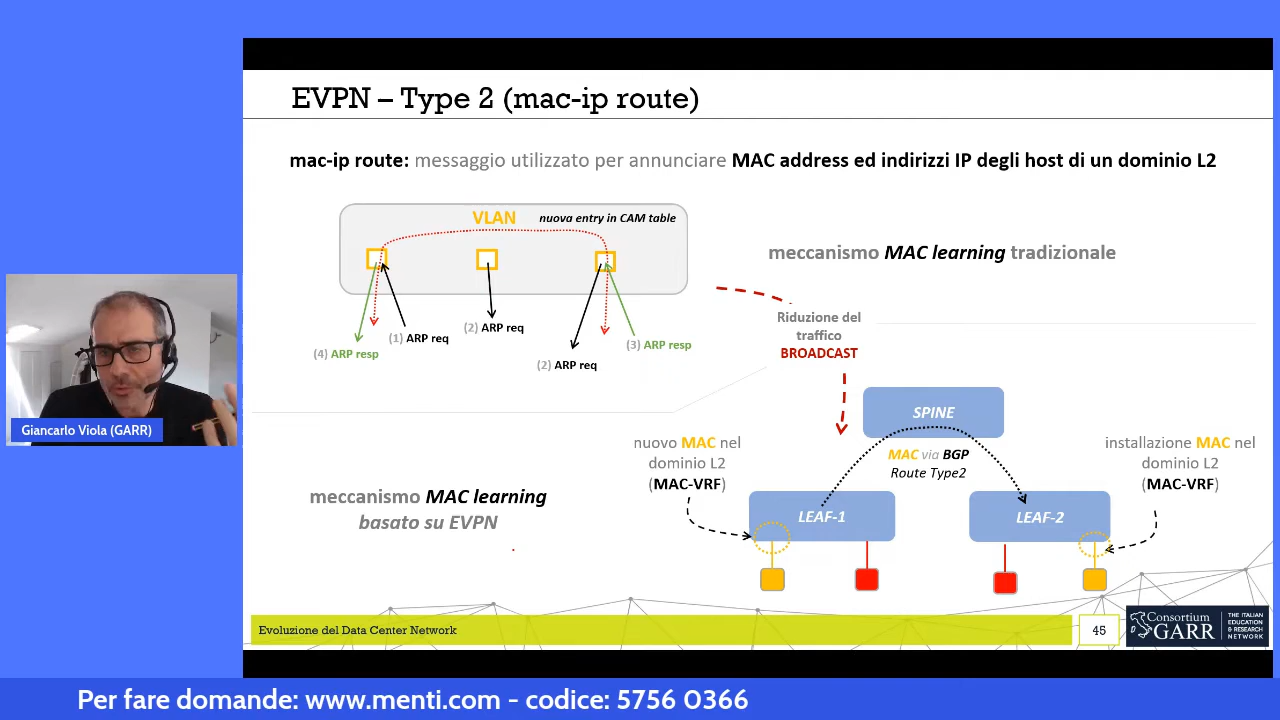 EVPN – Type 2 (mac-ip route)
mac-ip route: messaggio utilizzato per annunciare MAC address ed indirizzi IP degli host di un dominio L2
VLAN
nuova entry in CAM table
(1) ARP req
(2) ARP req
(4) ARP resp
(2) ARP req
(3) ARP resp
meccanismo MAC learning tradizionale
Riduzione del
traffico
BROADCAST
meccanismo MAC learning
basato su EVPN
nuovo MAC nel
dominio L2
(MAC-VRF)
SPINE
MAC via BGP
Route Type2
LEAF-1
LEAF-2
installazione MAC nel
dominio L2
(MAC-VRF)
Giancarlo Viola (GARR)
Evoluzione del Data Center Network
45
Consortium
GARR
THE ITALIAN
EDUCATION
& RESEARCH
NETWORK
Per fare domande: www.menti.com - codice: 5756 0366